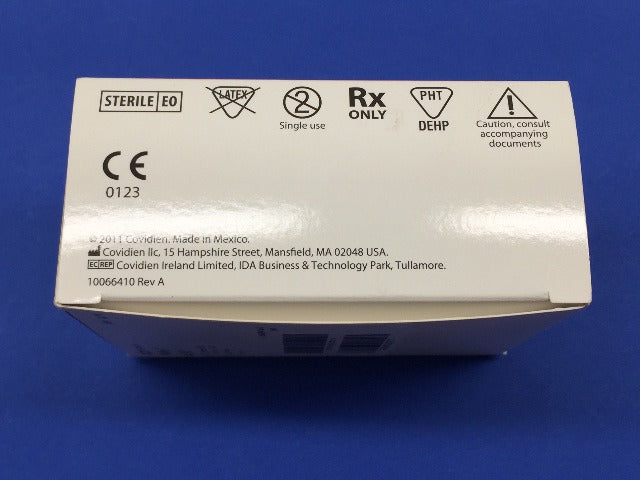 STERILE EO
LATEX
2
Single use
Rx
ONLY
PHT
DEHP
Caution, consult
accompanying
documents
CE
0123
© 2011 Covidien. Made in Mexico.
Covidien llc, 15 Hampshire Street, Mansfield, MA 02048 USA.
EC REP Covidien Ireland Limited, IDA Business & Technology Park, Tullamore.
10066410 Rev A